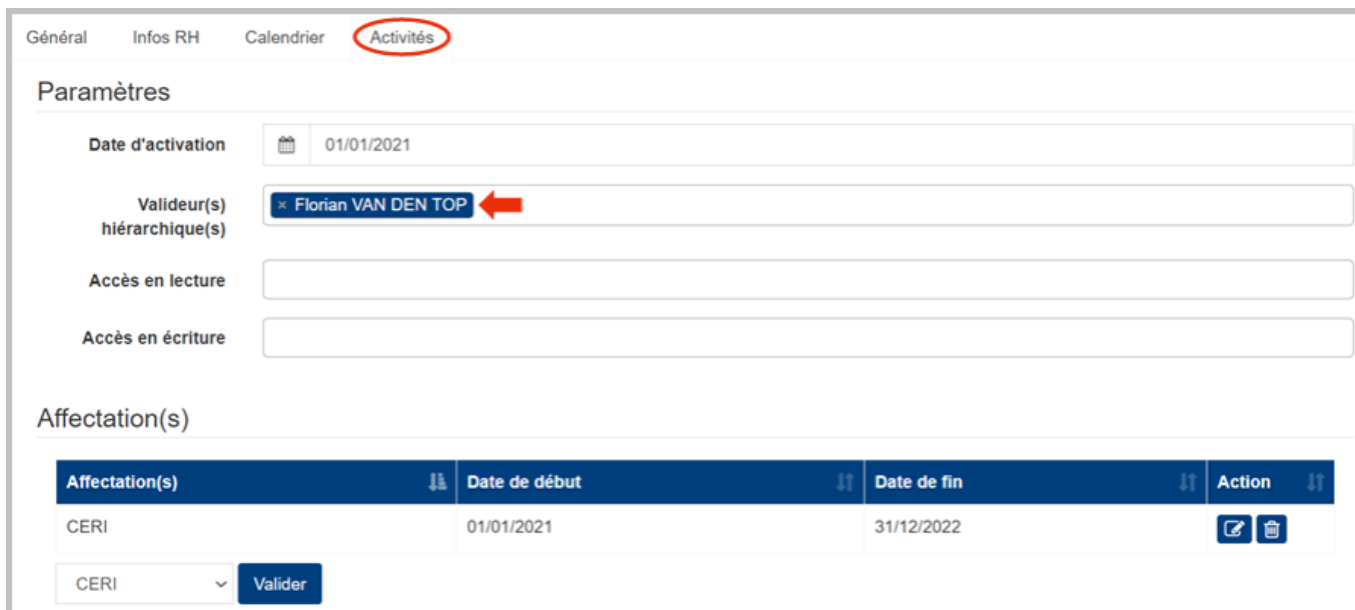 Général Infos RH Calendrier Activités
Paramètres
Date d'activation 01/01/2021
Valideur(s) × Florian VAN DEN TOP
hiérarchique(s)
Accès en lecture
Accès en écriture
Affectation(s)
Affectation(s) Date de début Date de fin Action
CERI 01/01/2021 31/12/2022
CERI Valider